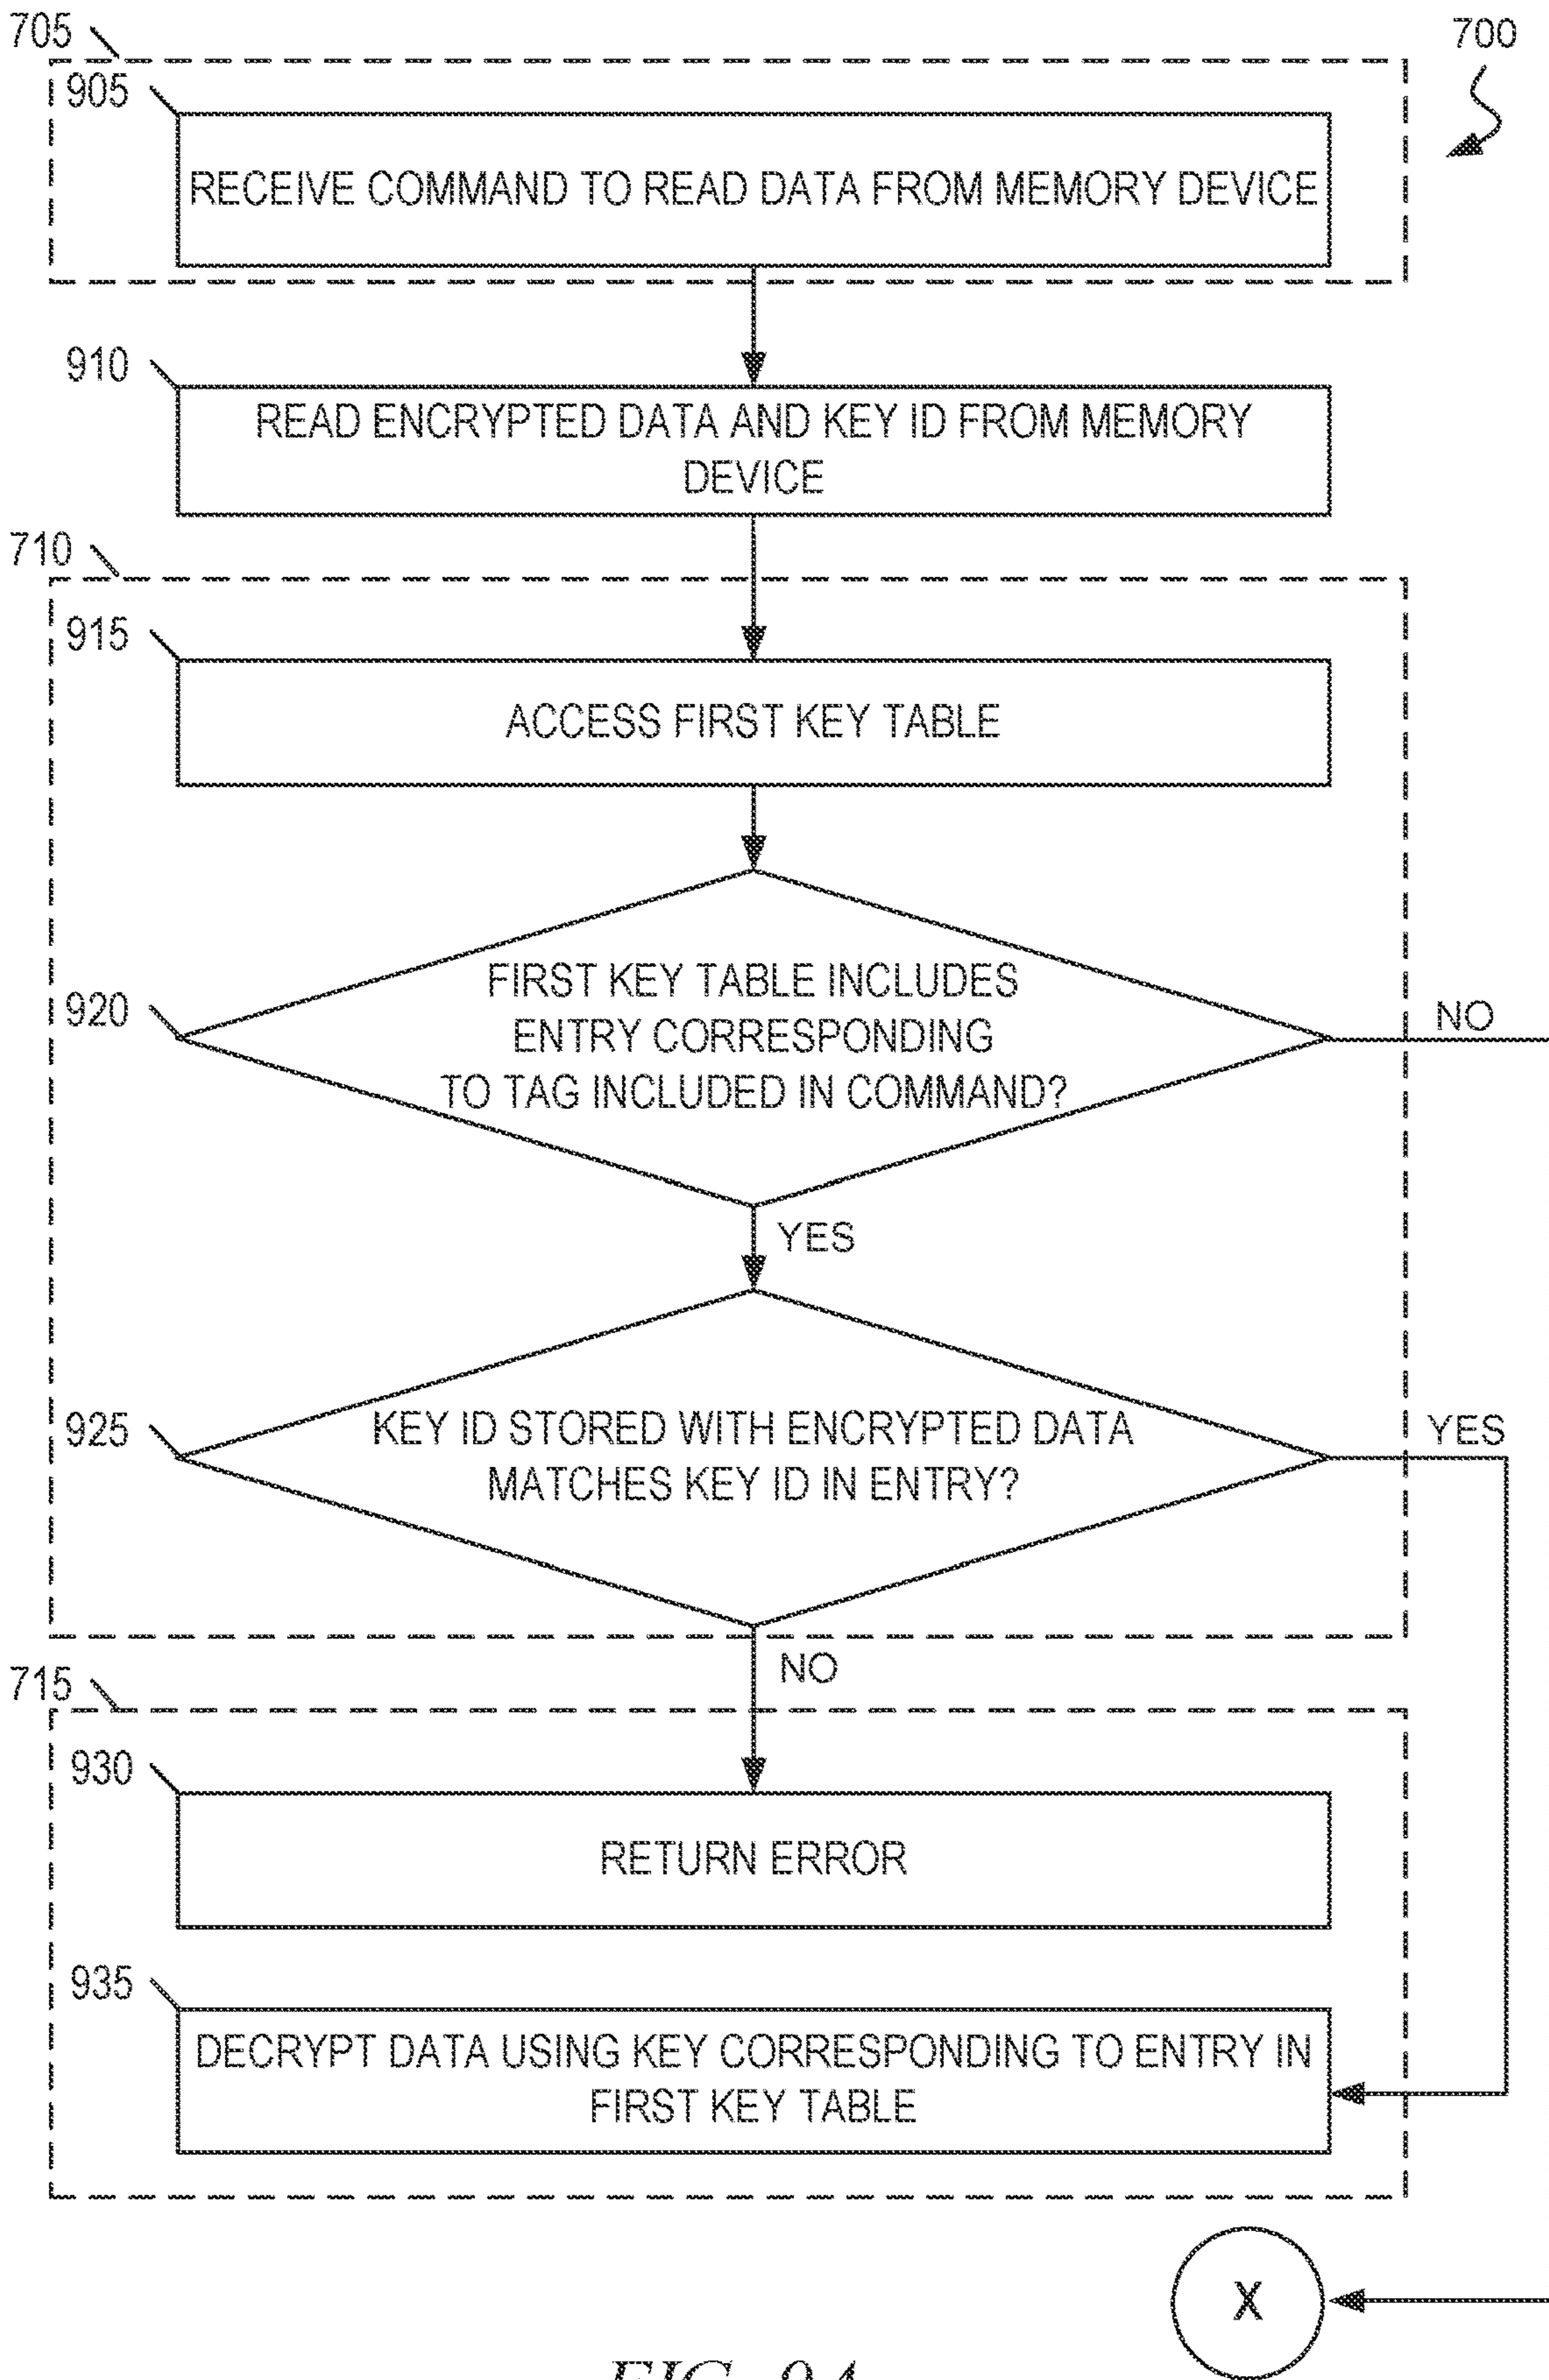 705
700
905
RECEIVE COMMAND TO READ DATA FROM MEMORY DEVICE
910
READ ENCRYPTED DATA AND KEY ID FROM MEMORY
DEVICE
710
915
ACCESS FIRST KEY TABLE
920
FIRST KEY TABLE INCLUDES
ENTRY CORRESPONDING
TO TAG INCLUDED IN COMMAND?
NO
YES
925
KEY ID STORED WITH ENCRYPTED DATA
MATCHES KEY ID IN ENTRY?
YES
NO
715
930
RETURN ERROR
935
DECRYPT DATA USING KEY CORRESPONDING TO ENTRY IN
FIRST KEY TABLE
X
FIG. 9A